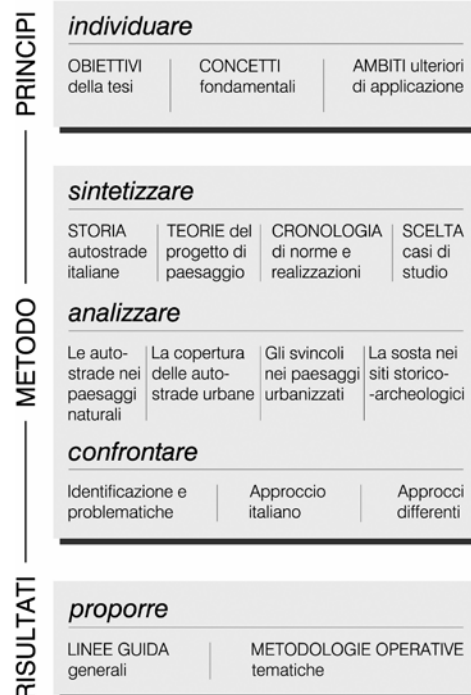 PRINCIPI
individuare
OBIETTIVI
della tesi
CONCETTI
fondamentali
AMBITI ulteriori
di applicazione
METODO
sintetizzare
STORIA
autostrade
italiane
TEORIE del
progetto di
paesaggio
CRONOLOGIA
di norme e
realizzazioni
SCELTA
casi di
studio
analizzare
Le auto-
strade nei
paesaggi
naturali
La copertura
delle auto-
strade urbane
Gli svincoli
nei paesaggi
urbanizzati
La sosta nei
siti storico-
-archeologici
confrontare
Identificazione e
problematiche
Approccio
italiano
Approcci
differenti
RISULTATI
proporre
LINEE GUIDA
generali
METODOLOGIE OPERATIVE
tematiche